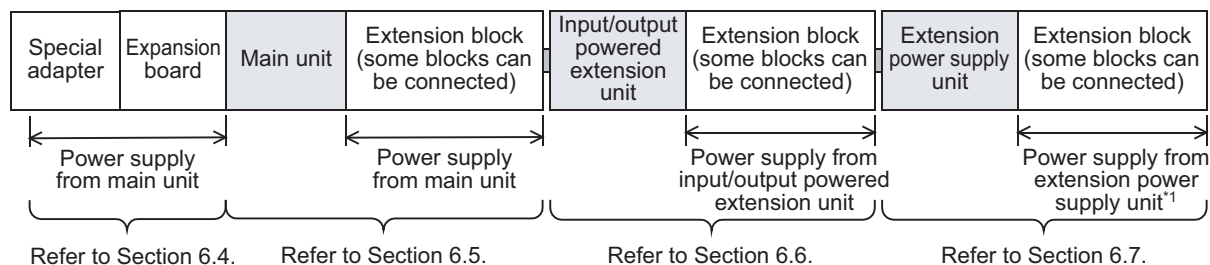 Special
adapter
Expansion
board
Main unit
Extension block
(some blocks can
be connected)
Input/output
powered
extension
unit
Extension block
(some blocks can
be connected)
Extension
power supply
unit
Extension block
(some blocks can
be connected)
Power supply
from main unit
Power supply
from main unit
Power supply from
input/output powered
extension unit
Power supply from
extension power
supply unit*1
Refer to Section 6.4.
Refer to Section 6.5.
Refer to Section 6.6.
Refer to Section 6.7.